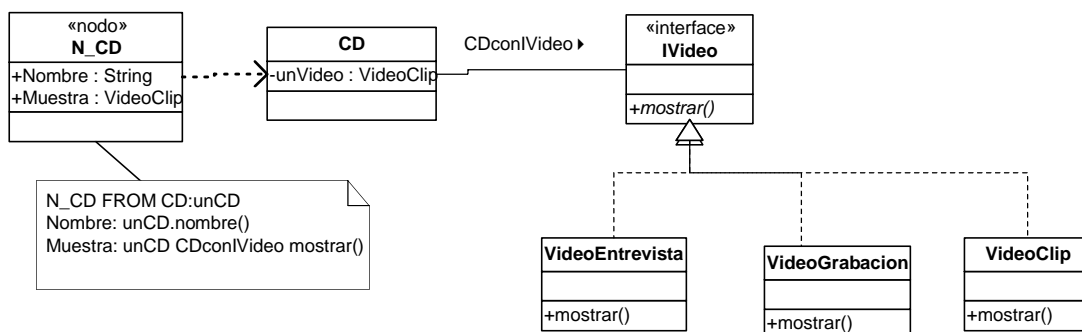 «nodo»
N_CD
+Nombre : String
+Muestra : VideoClip
CD
-unVideo : VideoClip
CDconIVideo
«interface»
IVideo
+mostrar()
N_CD FROM CD:unCD
Nombre: unCD.nombre()
Muestra: unCD CDconIVideo mostrar()
VideoEntrevista
+mostrar()
VideoGrabacion
+mostrar()
VideoClip
+mostrar()